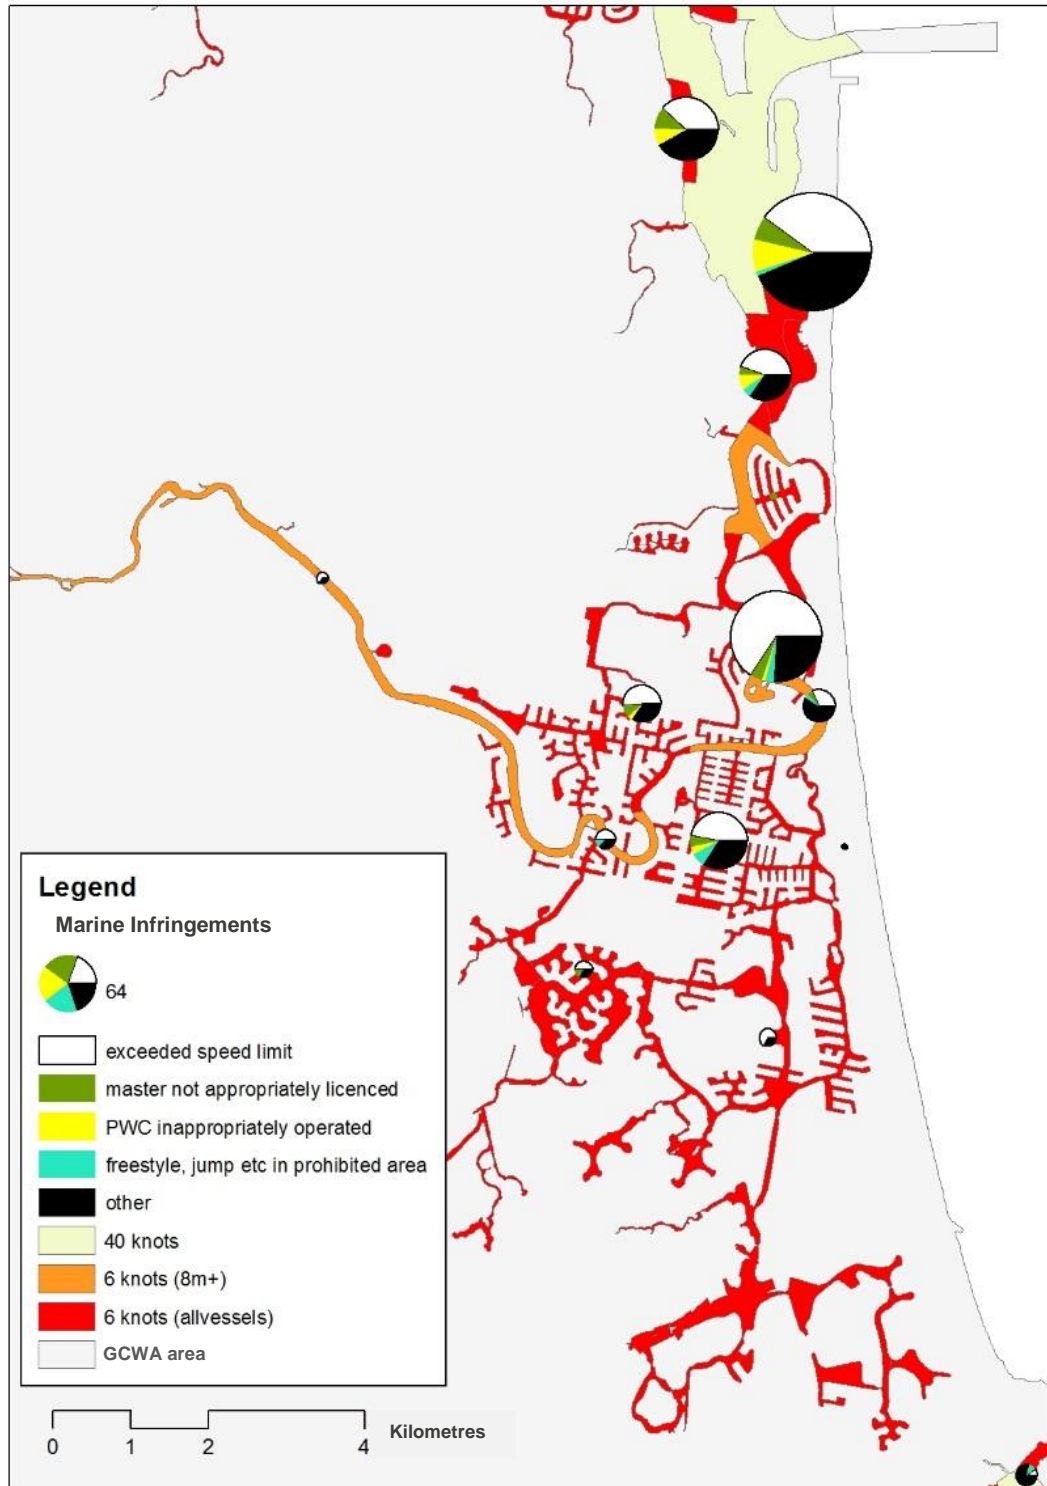 Legend
Marine Infringements
64
exceeded speed limit
master not appropriately licenced
PWC inappropriately operated
freestyle, jump etc in prohibited area
other
40 knots
6 knots (8m+)
6 knots (allvessels)
GCWA area
Kilometres
0 1 2 4